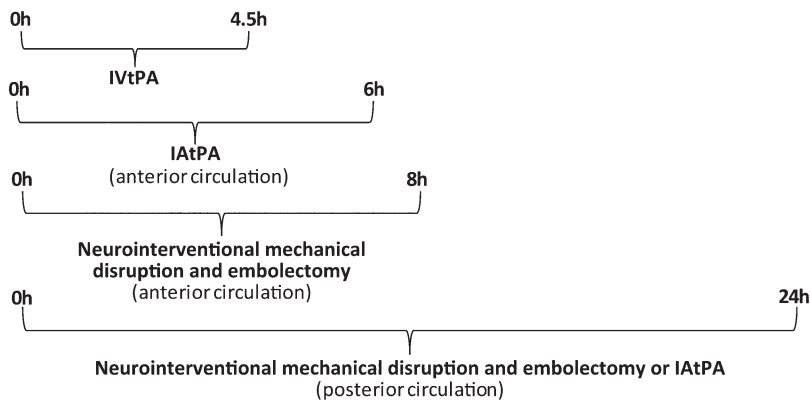 0h 4.5h
IVtPA
0h 6h
IAtPA
(anterior circulation)
0h 8h
Neurointerventional mechanical
disruption and embolectomy
(anterior circulation)
0h 24h
Neurointerventional mechanical disruption and embolectomy or IAtPA
(posterior circulation)